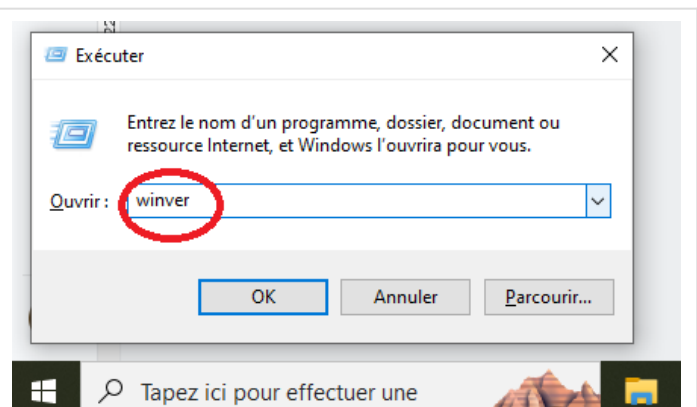 Exécuter
Entrez le nom d'un programme, dossier, document ou
ressource Internet, et Windows l'ouvrira pour vous.
Ouvrir :
winver
OK
Annuler
Parcourir...
Tapez ici pour effectuer une